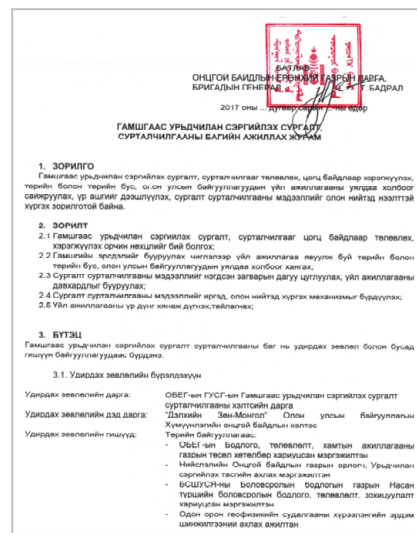 БАТЛАВ
ОНЦГОЙ БАЙДЛЫН ЕРӨНХИЙ ГАЗРЫН ДАРГА,
БРИГАДЫН ГЕНЕРАЛ Т. БАДРАЛ
2017 оны ... дугаар сарын ...-ны өдөр
ГАМШГААС УРЬДЧИЛАН СЭРГИЙЛЭХ СУРГАЛТ,
СУРТАЛЧИЛГААНЫ БАГИЙН АЖИЛЛАХ ЖУРАМ
1. ЗОРИЛГО
Гамшгаас урьдчилан сэргийлэх сургалт, сурталчилгааг төлөвлөх, цогц байдлаар хэрэгжүүлэх,
төрийн болон төрийн бус, олон улсын байгууллагуудын үйл ажиллагааны уялдаа холбоог
сайжруулах, үр ашгийг дээшлүүлэх, сургалт сурталчилгааны мэдээллийг олон нийтэд нээлттэй
хүргэх зорилготой байна.
2. ЗОРИЛТ
2.1 Гамшгаас урьдчилан сэргийлэх сургалт, сурталчилгааг цогц байдлаар төлөвлөх,
хэрэгжүүлэх орчин нөхцлийг бий болгох;
2.2 Гамшгийн эрсдэлийг бууруулах чиглэлээр үйл ажиллагаа явуулж буй төрийн болон
төрийн бус, олон улсын байгууллагуудын уялдаа холбоог хангах;
2.3 Сургалт сурталчилгааны мэдээллийг нэгдсэн загварын дагуу цуглуулах, үйл ажиллагааны
давхардлыг бууруулах;
2.4 Сургалт сурталчилгааны мэдээллийг иргэд, олон нийтэд хүргэх механизмыг бүрдүүлэх;
2.5 Үйл ажиллагааны үр дүнг хянаж дүгнэх, тайлагнах;
3. БҮТЭЦ
Гамшгаас урьдчилан сэргийлэх сургалт сурталчилгааны баг нь удирдах зөвлөл болон бусад
гишүүн байгууллагуудаас бүрдэнэ.
3.1. Удирдах зөвлөлийн бүрэлдэхүүн
Удирдах зөвлөлийн дарга: ОБЕГ-ын ГУГСЗ-ын Гамшгаас урьдчилан сэргийлэх сургалт
сурталчилгааны хэлтсийн дарга
Удирдах зөвлөлийн дэд дарга: "Дэлхийн Зөн-Монгол" Олон улсын байгууллагын
Хүмүүнлэгийн онцгой байдлын хэлтэс
Удирдах зөвлөлийн гишүүд: Төрийн байгууллагаас:
- ОБЕГ-ын Бодлого, төлөвлөлт, хамтын ажиллагааны
газрын төсөл хөтөлбөр хариуцсан мэргэжилтэн
- Нийслэлийн Онцгой байдлын газрын орлогч, Урьдчилан
сэргийлэх тасгийн ахлах мэргэжилтэн
- БСШУСЯ-ны Боловсролын бодлогын газрын Насан
туршийн боловсролын бодлого, төлөвлөлт, зохицуулалт
хариуцсан мэргэжилтэн
- Одон орон геофизикийн судалгааны хүрээлэнгийн эрдэм
шинжилгээний ахлах ажилтан